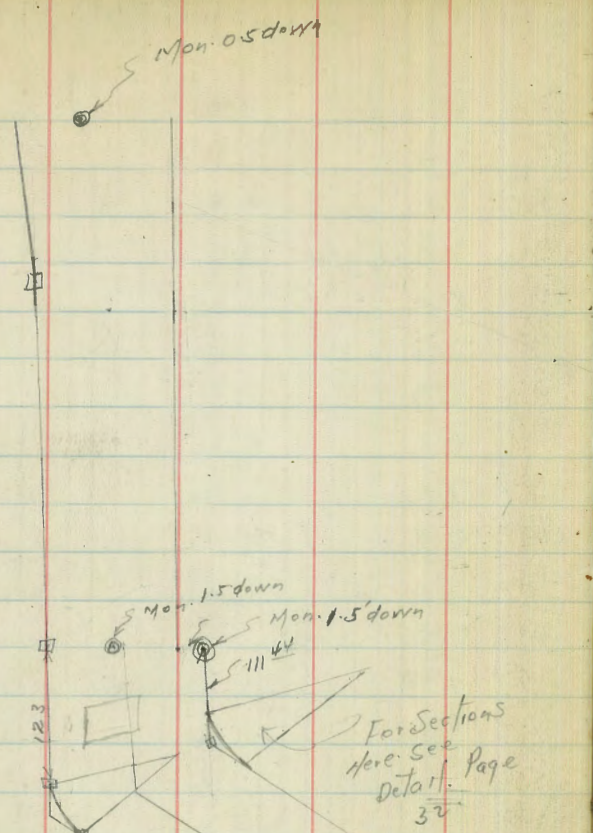 Mon. 0.5 down
Mon. 1.5 down
Mon. 1.5' down
111 44
123
For Sections
Here see
Detail. Page
32